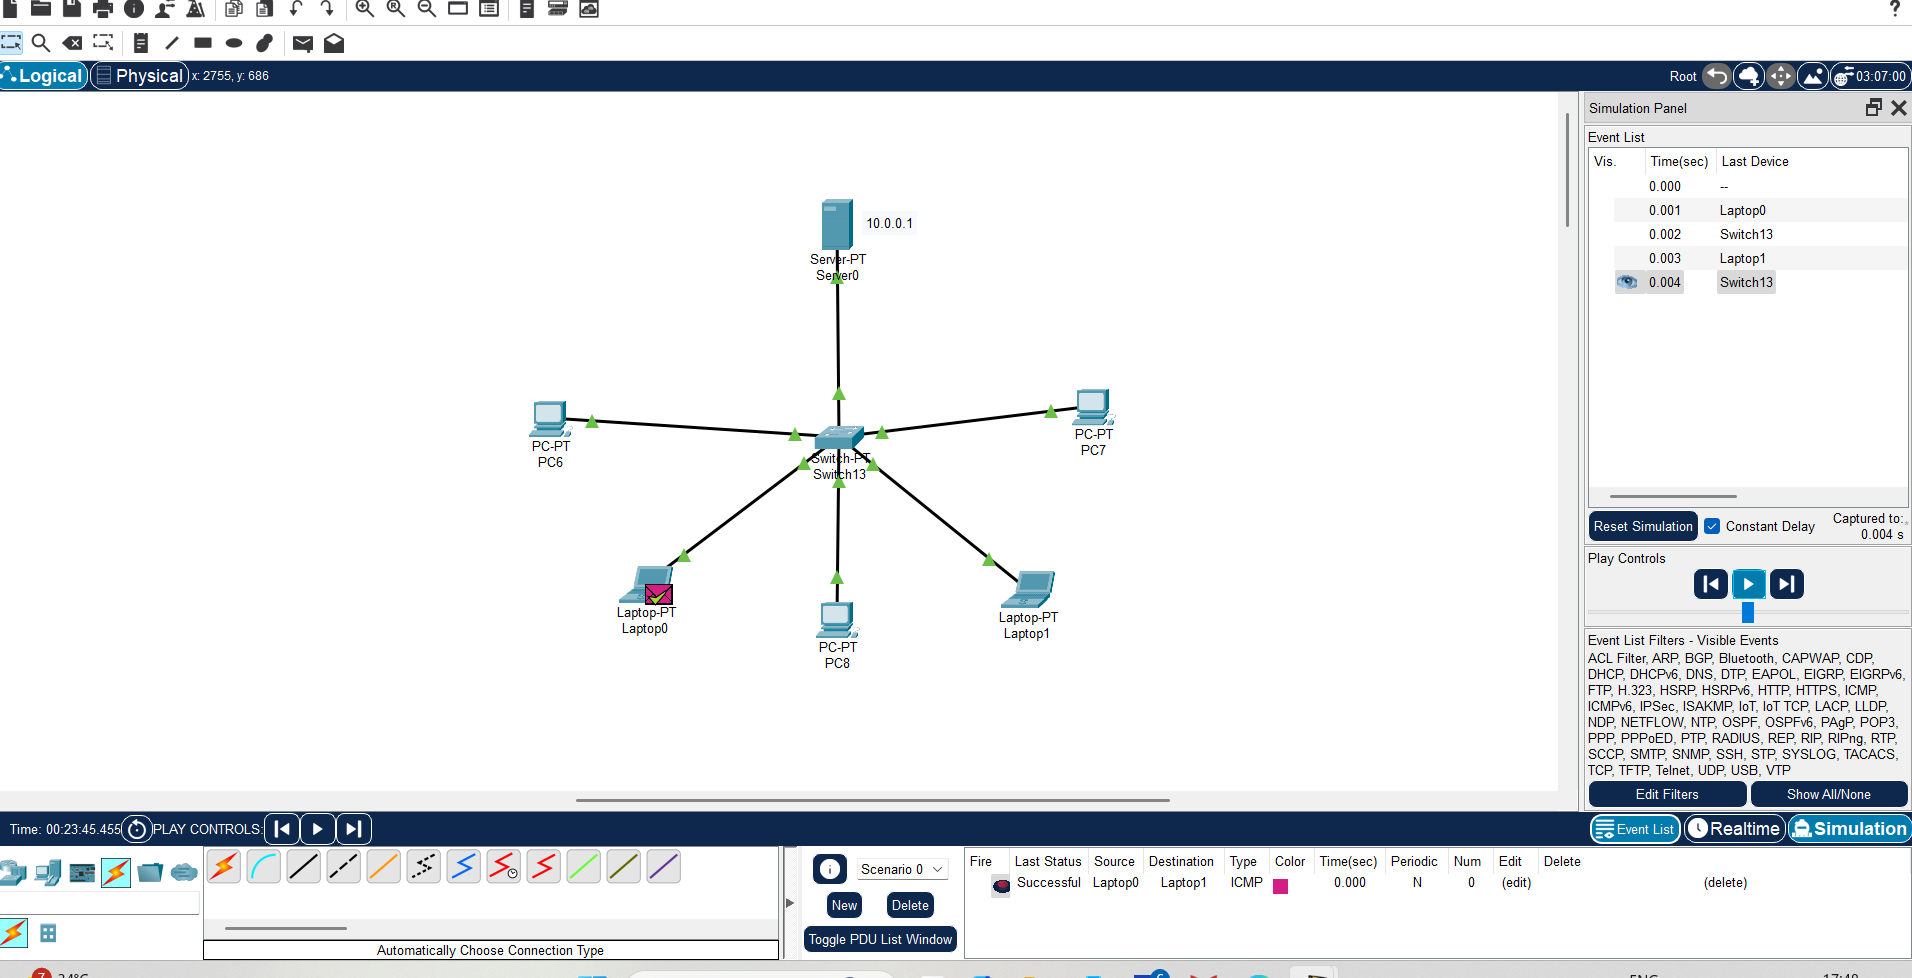 ?
Logical
Physical
x: 2755, y: 686
Root
03:07:00
Simulation Panel
Event List
Vis. Time(sec) Last Device
0.000 --
0.001 Laptop0
0.002 Switch13
0.003 Laptop1
0.004 Switch13
10.0.0.1
Server-PT
Server0
PC-PT
PC6
PC-PT
PC7
Switch-PT
Switch13
Laptop-PT
Laptop0
PC-PT
PC8
Laptop-PT
Laptop1
Reset Simulation
Constant Delay
Captured to:
0.004 s
Play Controls
Event List Filters - Visible Events
ACL Filter, ARP, BGP, Bluetooth, CAPWAP, CDP,
DHCP, DHCPv6, DNS, DTP, EAPOL, EIGRP, EIGRPv6,
FTP, H.323, HSRP, HSRPv6, HTTP, HTTPS, ICMP,
ICMPv6, IPSec, ISAKMP, IoT, IoT TCP, LACP, LLDP,
NDP, NETFLOW, NTP, OSPF, OSPFv6, PAgP, POP3,
PPP, PPPoED, PTP, RADIUS, REP, RIP, RIPng, RTP,
SCCP, SMTP, SNMP, SSH, STP, SYSLOG, TACACS,
TCP, TFTP, Telnet, UDP, USB, VTP
Edit Filters
Show All/None
Time: 00:23:45.455
PLAY CONTROLS:
Event List
Realtime
Simulation
Scenario 0
New
Delete
Toggle PDU List Window
Fire Last Status Source Destination Type Color Time(sec) Periodic Num Edit Delete
Successful Laptop0 Laptop1 ICMP 0.000 N 0 (edit) (delete)
Automatically Choose Connection Type